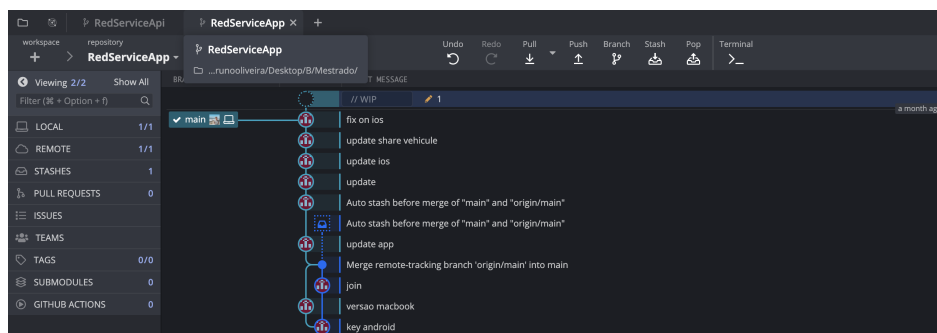 RedServiceApi
RedServiceApp ×
+
workspace
repository
+ > RedServiceApp
RedServiceApp
...runooliveira/Desktop/B/Mestrado/
Undo
Redo
Pull
Push
Branch
Stash
Pop
Terminal
Viewing 2/2
Show All
Filter (⌘ + Option + f)
LOCAL 1/1
REMOTE 1/1
STASHES 1
PULL REQUESTS 0
ISSUES
TEAMS
TAGS 0/0
SUBMODULES 0
GITHUB ACTIONS 0
MESSAGE
// WIP
1
a month ag
main
fix on ios
update share vehicule
update ios
update
Auto stash before merge of "main" and "origin/main"
Auto stash before merge of "main" and "origin/main"
update app
Merge remote-tracking branch 'origin/main' into main
join
versao macbook
key android